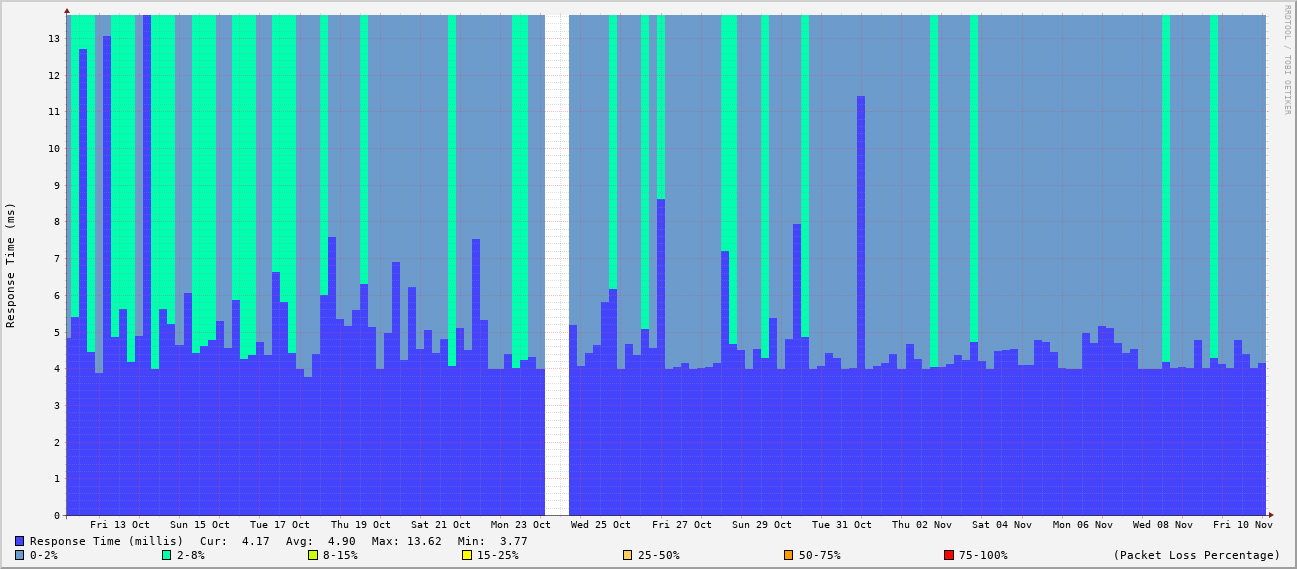 RRDTOOL / TOBI OETIKER
Response Time (ms)
13
12
11
10
9
8
7
6
5
4
3
2
1
0
Fri 13 Oct Sun 15 Oct Tue 17 Oct Thu 19 Oct Sat 21 Oct Mon 23 Oct Wed 25 Oct Fri 27 Oct Sun 29 Oct Tue 31 Oct Thu 02 Nov Sat 04 Nov Mon 06 Nov Wed 08 Nov Fri 10 Nov
Response Time (millis) Cur: 4.17 Avg: 4.90 Max: 13.62 Min: 3.77
0-2% 2-8% 8-15% 15-25% 25-50% 50-75% 75-100% (Packet Loss Percentage)